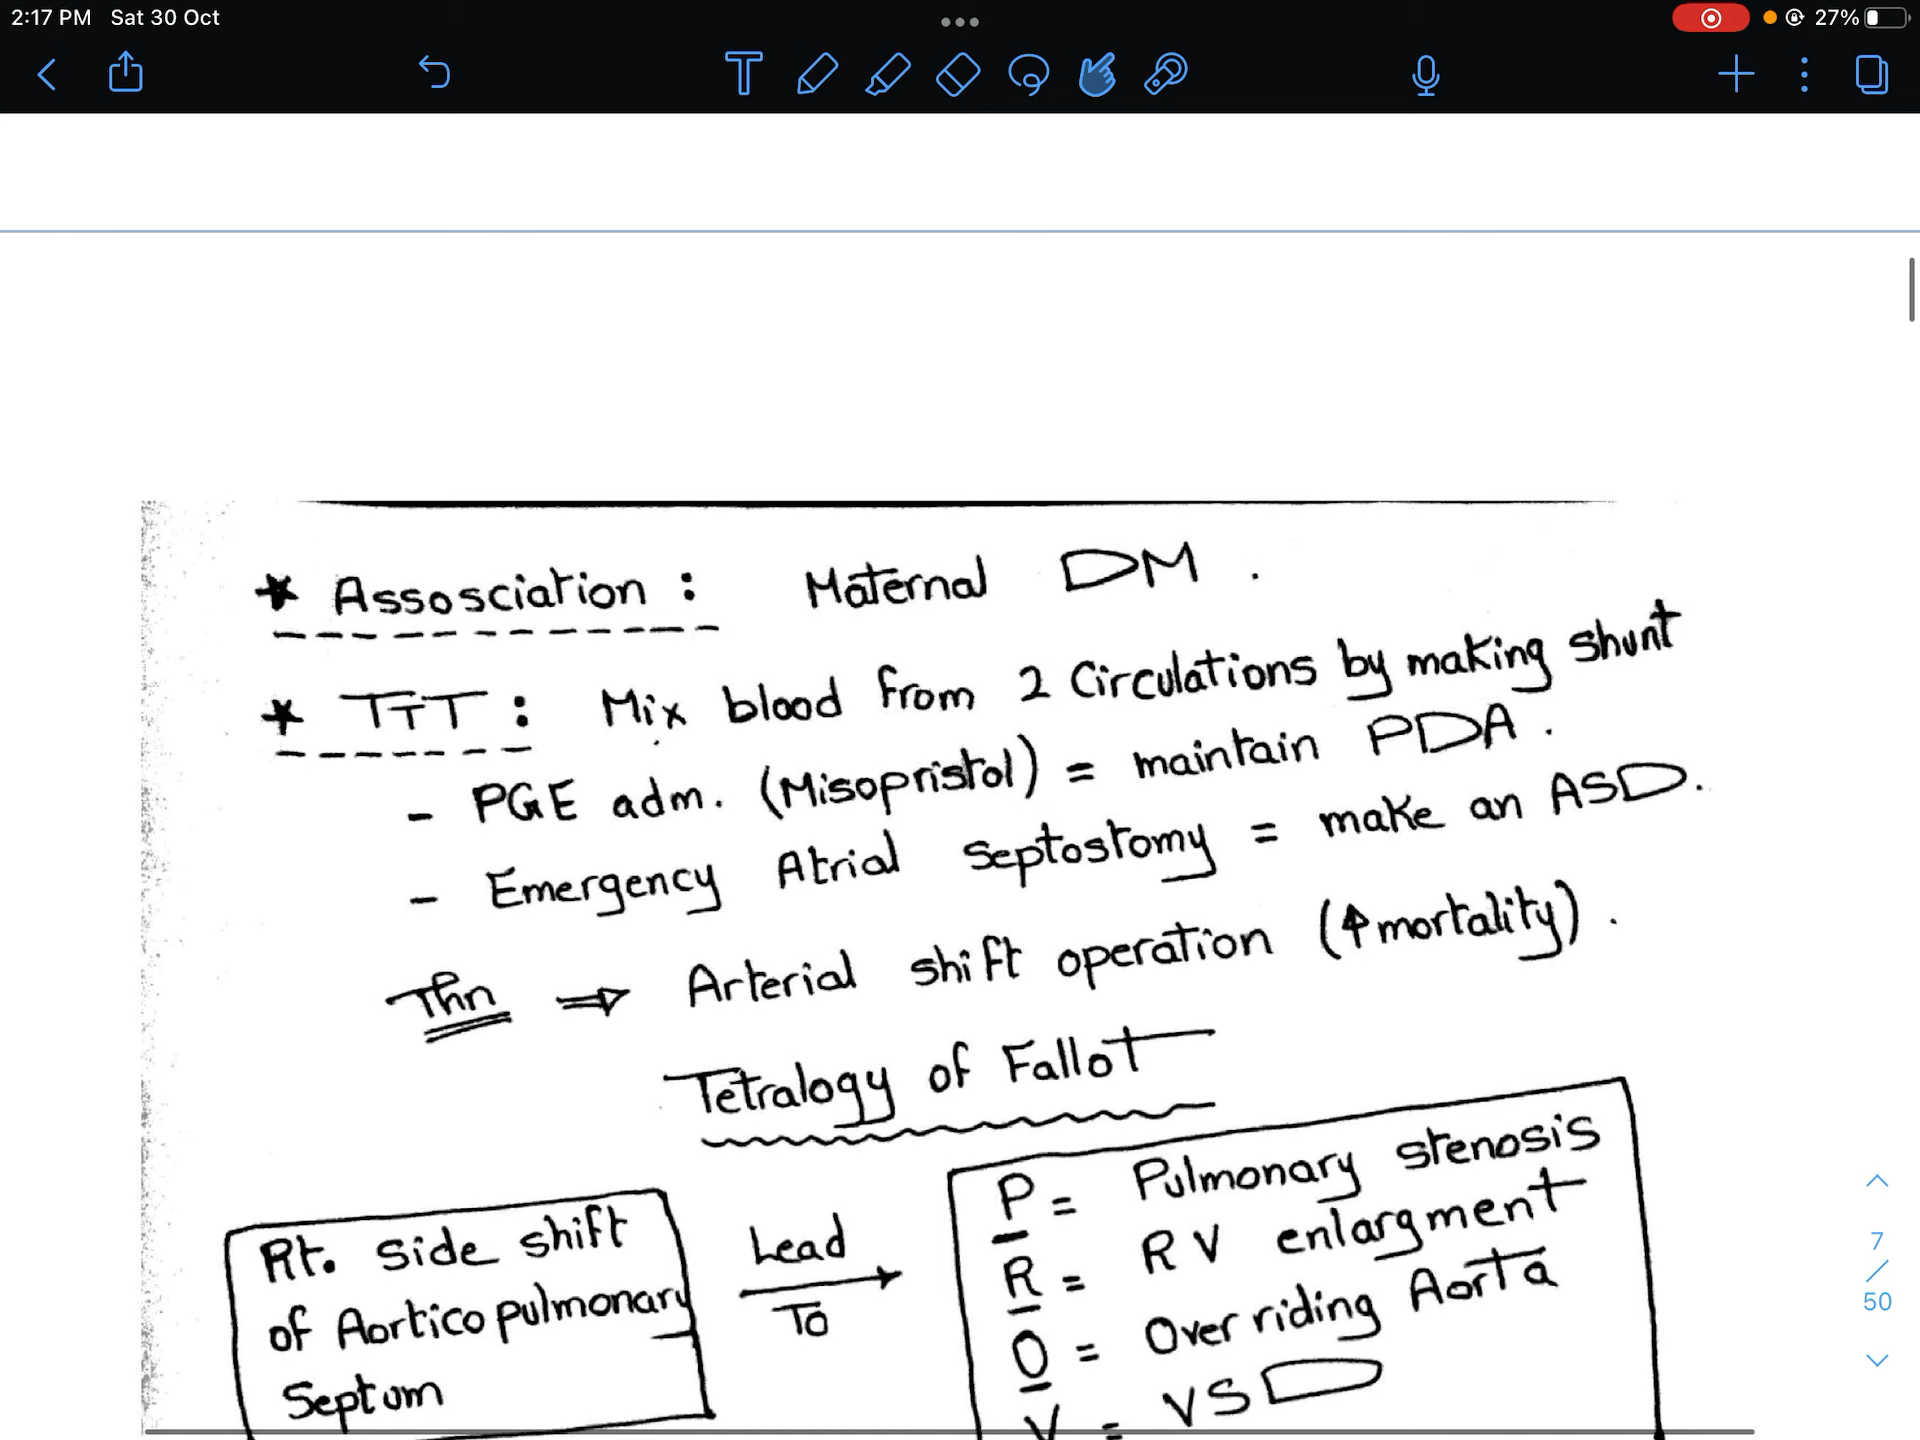 2:17 PM Sat 30 Oct
27%
* Assosciation : Maternal DM .
* TTT : Mix blood from 2 Circulations by making shunt
- PGE adm. (Misopristol) = maintain PDA .
- Emergency Atrial septostomy = make an ASD.
Thn ⇒ Arterial shift operation (↑mortality) .
Tetralogy of Fallot
Rt. side shift
of Aortico pulmonary
Septum
Lead
To
P = Pulmonary stenosis
R = RV enlargment
O = Over riding Aorta
V = VSD
7
/
50